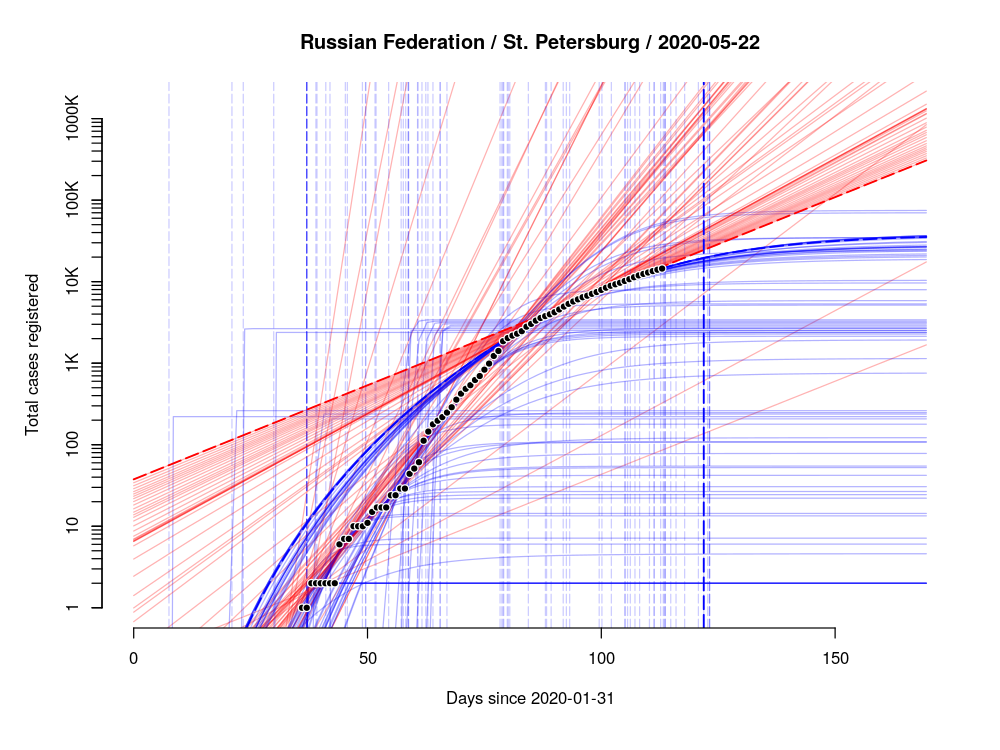 Russian Federation / St. Petersburg / 2020-05-22
Total cases registered
1000K
100K
10K
1K
100
10
1
0 50 100 150
Days since 2020-01-31